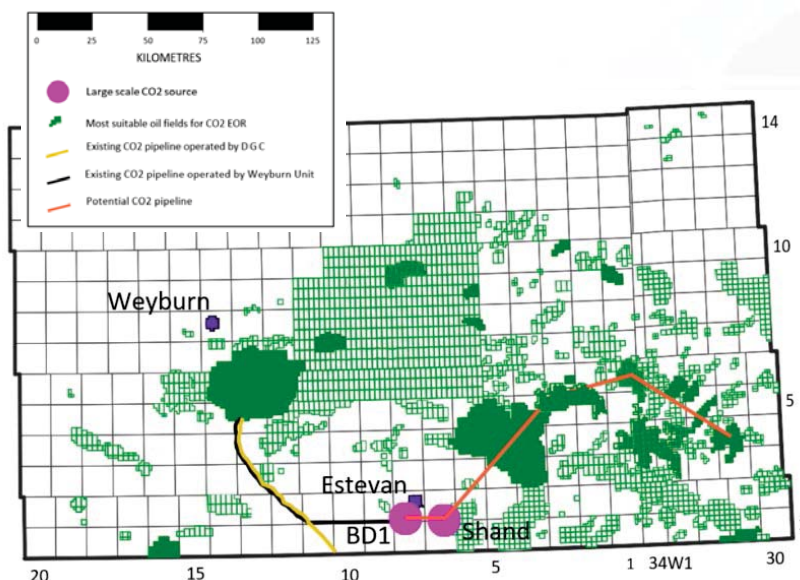 0 25 50 75 100 125
KILOMETRES
Large scale CO2 source
Most suitable oil fields for CO2 EOR
Existing CO2 pipeline operated by D G C
Existing CO2 pipeline operated by Weyburn Unit
Potential CO2 pipeline
14
10
Weyburn
5
Estevan
BD1 Shand
20 15 10 5 1 34W1 30